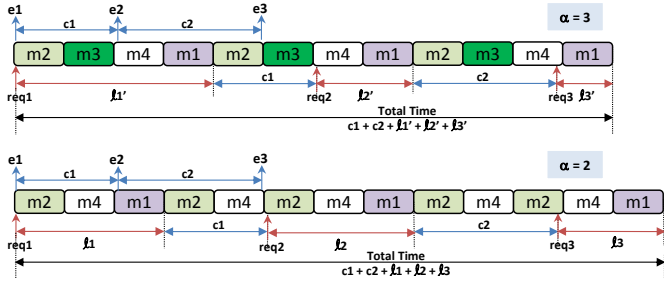 e1 e2 e3
c1 c2
α = 3
m2 m3 m4 m1 m2 m3 m4 m1 m2 m3 m4 m1
req1 ℓ1' c1 req2 ℓ2' c2 req3 ℓ3'
Total Time
c1 + c2 + ℓ1' + ℓ2' + ℓ3'
e1 e2 e3
c1 c2
α = 2
m2 m4 m1 m2 m4 m2 m4 m1 m2 m4 m2 m4 m1
req1 ℓ1 c1 req2 ℓ2 c2 req3 ℓ3
Total Time
c1 + c2 + ℓ1 + ℓ2 + ℓ3